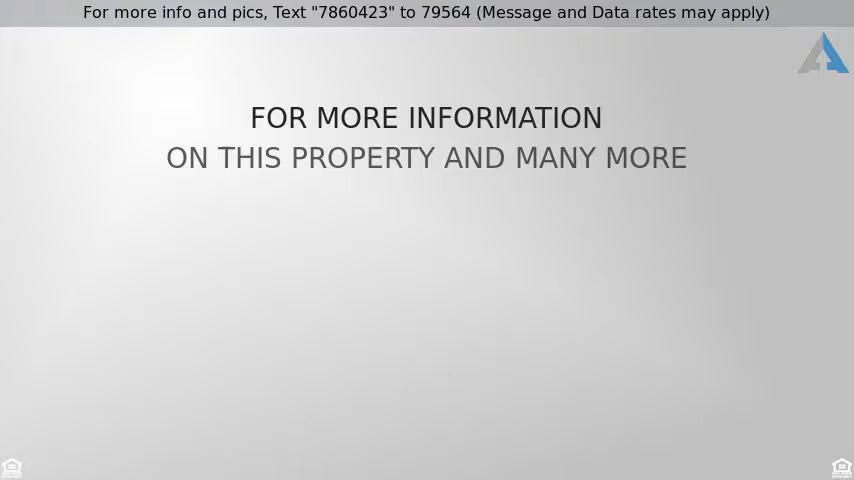 For more info and pics, Text "7860423" to 79564 (Message and Data rates may apply)
FOR MORE INFORMATION
ON THIS PROPERTY AND MANY MORE